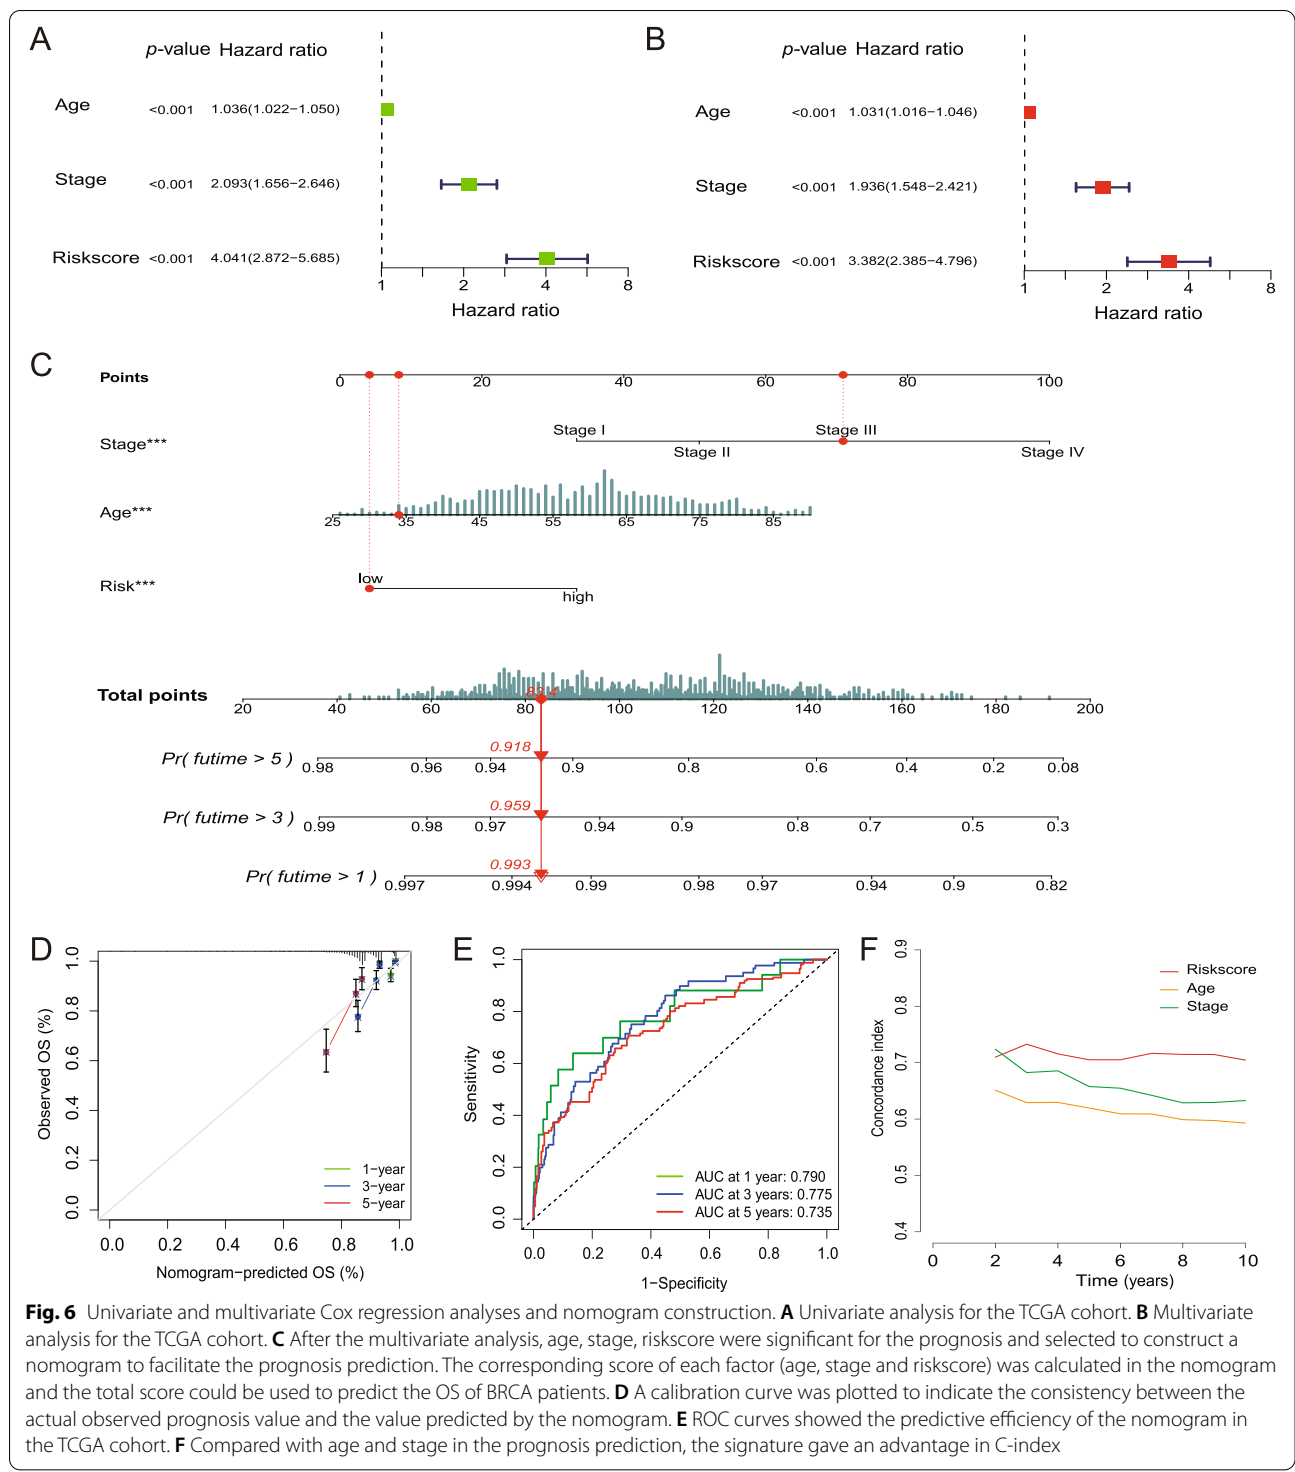 A
p-value Hazard ratio
Age <0.001 1.036(1.022−1.050)
Stage <0.001 2.093(1.656−2.646)
Riskscore <0.001 4.041(2.872−5.685)
1 2 4 8
Hazard ratio
B
p-value Hazard ratio
Age <0.001 1.031(1.016−1.046)
Stage <0.001 1.936(1.548−2.421)
Riskscore <0.001 3.382(2.385−4.796)
1 2 4 8
Hazard ratio
C
Points
0 20 40 60 80 100
Stage***
Stage I Stage III
Stage II Stage IV
Age***
25 35 45 55 65 75 85
Risk***
low
high
83.4
Total points
20 40 60 80 100 120 140 160 180 200
0.918
Pr( futime > 5 )
0.98 0.96 0.94 0.9 0.8 0.6 0.4 0.2 0.08
0.959
Pr( futime > 3 )
0.99 0.98 0.97 0.94 0.9 0.8 0.7 0.5 0.3
0.993
Pr( futime > 1 )
0.997 0.994 0.99 0.98 0.97 0.94 0.9 0.82
D
Observed OS (%)
0.0 0.2 0.4 0.6 0.8 1.0
1−year
3−year
5−year
0.0 0.2 0.4 0.6 0.8 1.0
Nomogram−predicted OS (%)
E
Sensitivity
0.0 0.2 0.4 0.6 0.8 1.0
AUC at 1 year: 0.790
AUC at 3 years: 0.775
AUC at 5 years: 0.735
0.0 0.2 0.4 0.6 0.8 1.0
1−Specificity
F
Concordance index
0.4 0.5 0.6 0.7 0.8 0.9
Riskscore
Age
Stage
0 2 4 6 8 10
Time (years)
Fig. 6 Univariate and multivariate Cox regression analyses and nomogram construction. A Univariate analysis for the TCGA cohort. B Multivariate
analysis for the TCGA cohort. C After the multivariate analysis, age, stage, riskscore were significant for the prognosis and selected to construct a
nomogram to facilitate the prognosis prediction. The corresponding score of each factor (age, stage and riskscore) was calculated in the nomogram
and the total score could be used to predict the OS of BRCA patients. D A calibration curve was plotted to indicate the consistency between the
actual observed prognosis value and the value predicted by the nomogram. E ROC curves showed the predictive efficiency of the nomogram in
the TCGA cohort. F Compared with age and stage in the prognosis prediction, the signature gave an advantage in C-index